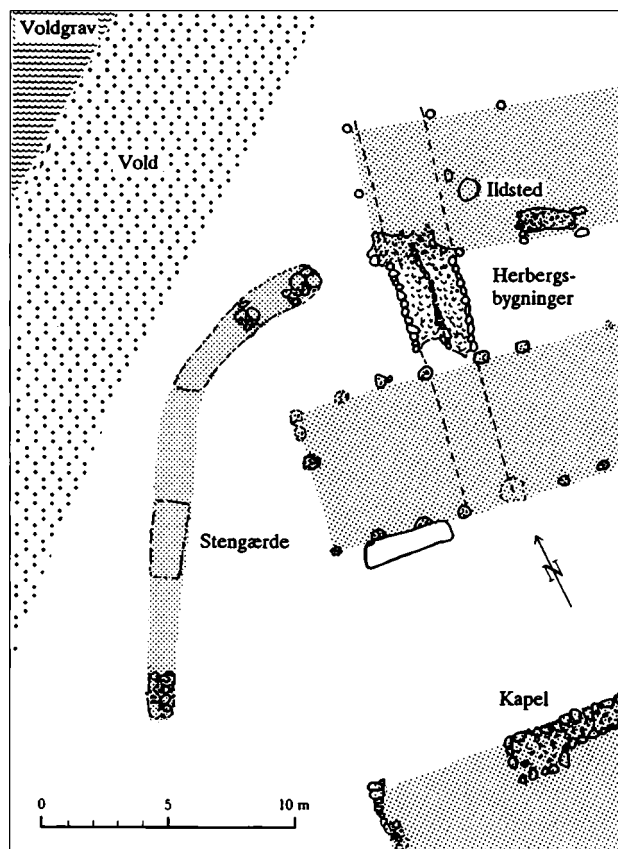 Voldgrav
Vold
Ildsted
Herbergs-
bygninger
Stengærde
N
Kapel
0 5 10 m